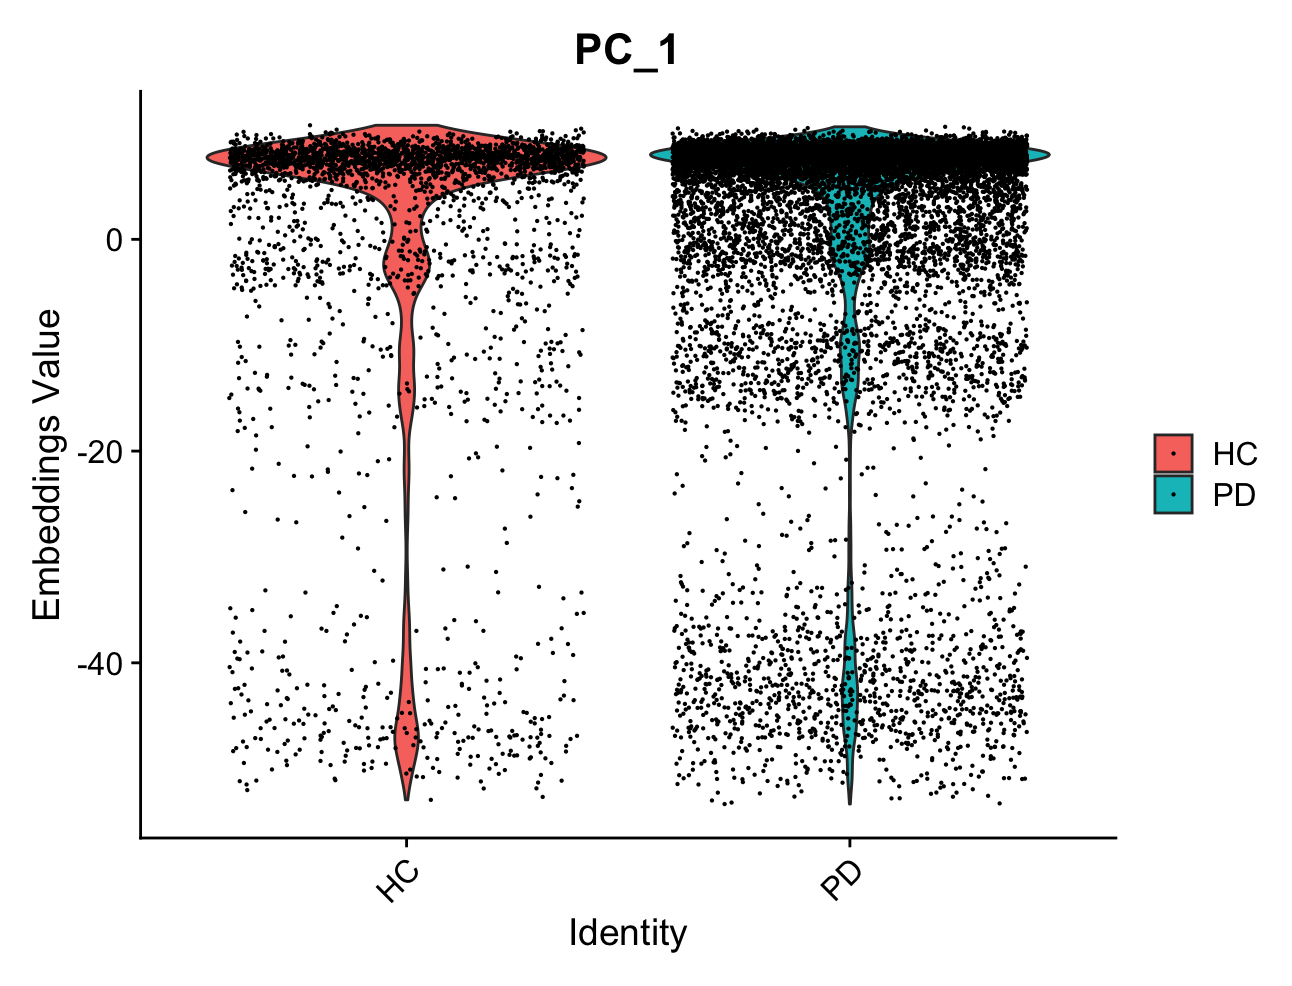 PC_1
Embeddings Value
0
-20
-40
HC
PD
Identity
HC
PD